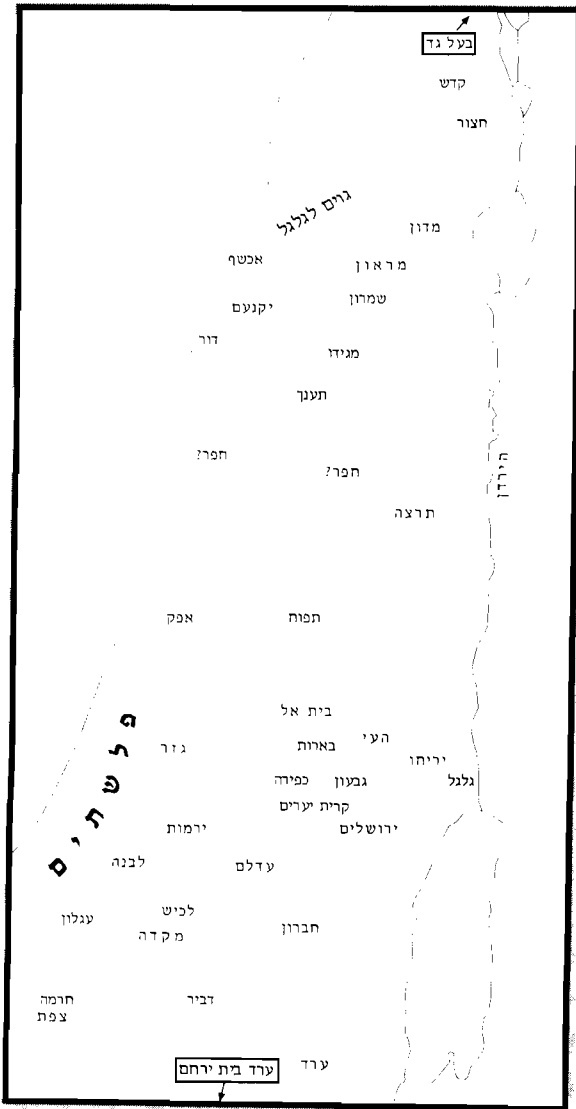 בעל גד
קדש
חצור
גוים לגלגל
מדון
אכשף
מראון
שמרון
יקנעם
דור
מגידו
תענך
חפר?
חפר?
הירדן
תרצה
אפק
תפוח
בית אל
פלשתים
העי
בארות
גזר
יריחו
גלגל
גבעון
כפירה
קרית יערים
ירושלים
ירמות
לבנה
עדלם
לכיש
עגלון
חברון
מקדה
חרמה
דביר
צפת
ערד
ערד בית ירחם